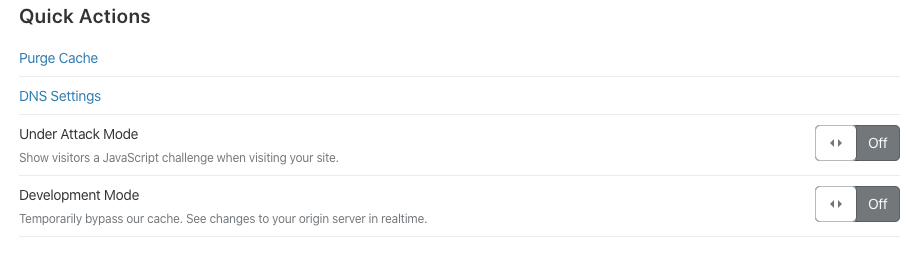 Quick Actions
Purge Cache
DNS Settings
Under Attack Mode
Off
Show visitors a JavaScript challenge when visiting your site.
Development Mode
Off
Temporarily bypass our cache. See changes to your origin server in realtime.